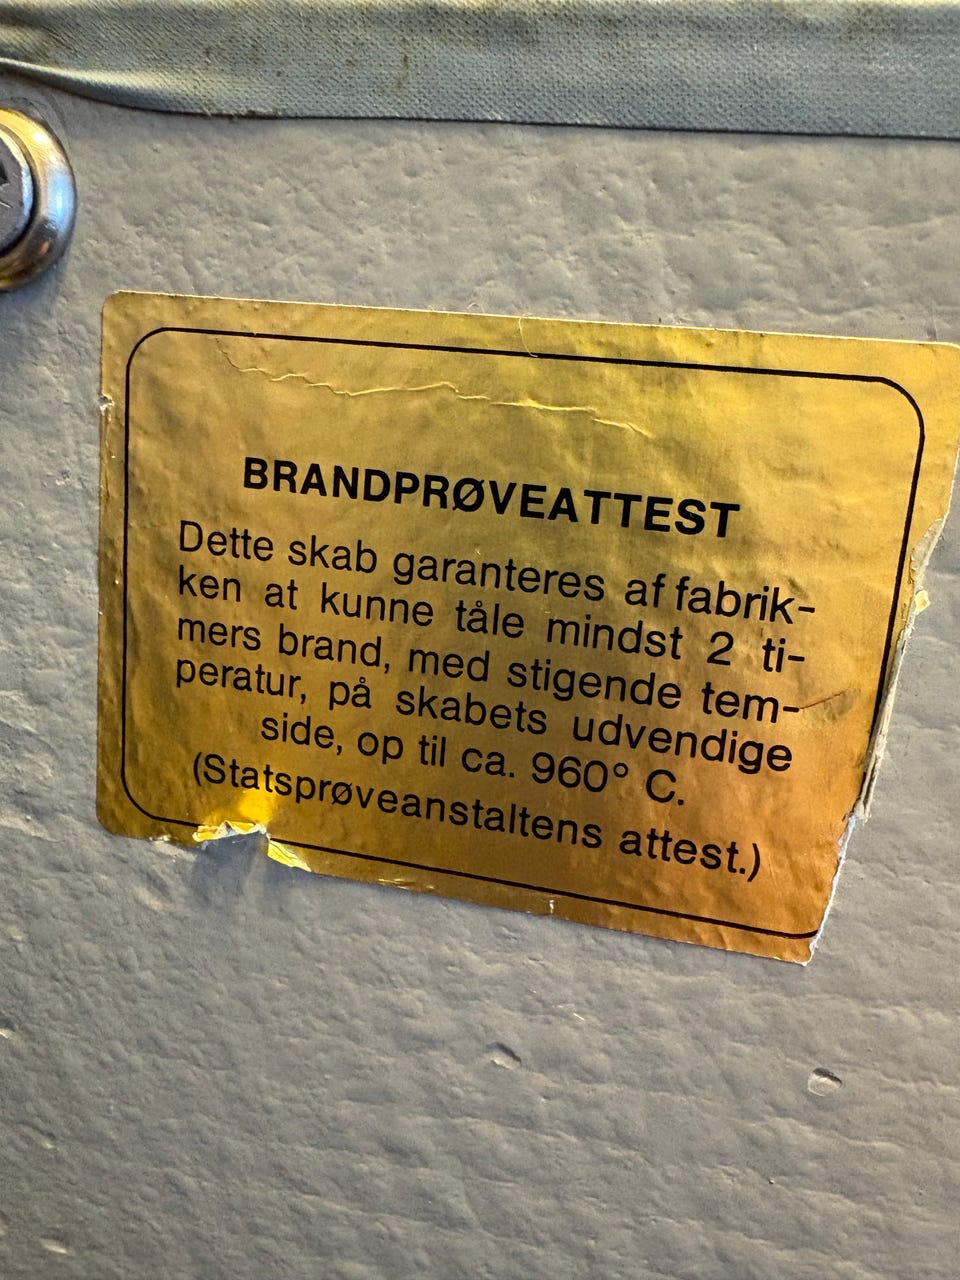 BRANDPRØVEATTEST
Dette skab garanteres af fabrik-
ken at kunne tåle mindst 2 ti-
mers brand, med stigende tem-
peratur, på skabets udvendige
side, op til ca. 960° C.
(Statsprøveanstaltens attest.)